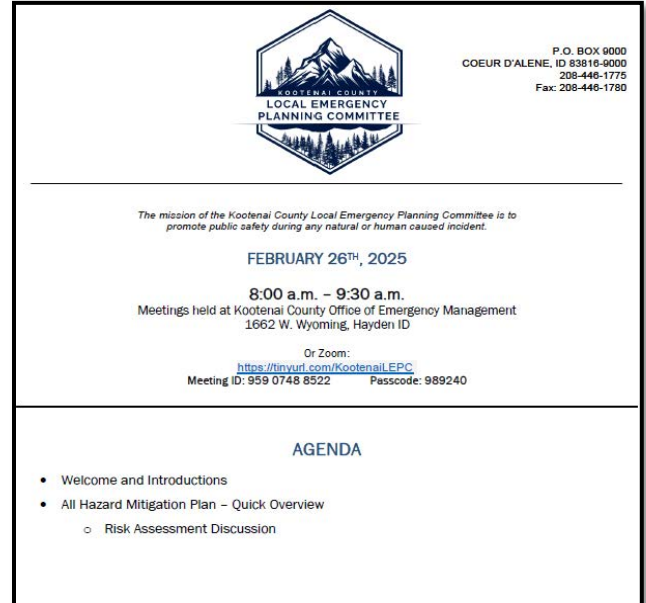 KOOTENAI COUNTY
LOCAL EMERGENCY
PLANNING COMMITTEE
P.O. BOX 9000
COEUR D'ALENE, ID 83816-9000
208-446-1775
Fax: 208-446-1780
The mission of the Kootenai County Local Emergency Planning Committee is to
promote public safety during any natural or human caused incident.
FEBRUARY 26TH, 2025
8:00 a.m. – 9:30 a.m.
Meetings held at Kootenai County Office of Emergency Management
1662 W. Wyoming, Hayden ID
Or Zoom:
https://tinyurl.com/KootenaiLEPC
Meeting ID: 959 0748 8522 Passcode: 989240
AGENDA
• Welcome and Introductions
• All Hazard Mitigation Plan – Quick Overview
o Risk Assessment Discussion